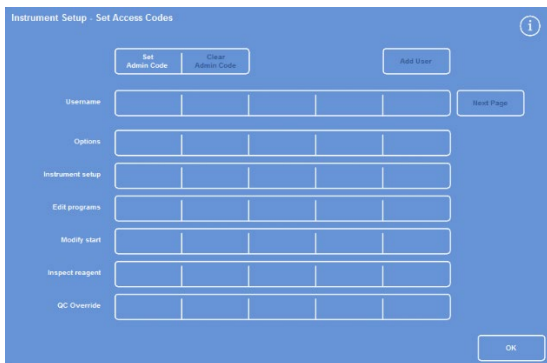 Instrument Setup - Set Access Codes
i
Set
Admin Code
Clear
Admin Code
Add User
Username
Next Page
Options
Instrument setup
Edit programs
Modify start
Inspect reagent
QC Override
OK